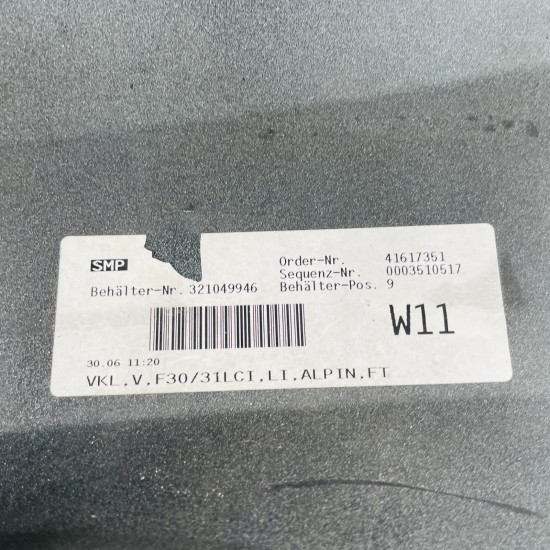 SMP
Order-Nr. 41617351
Sequenz-Nr. 0003510517
Behälter-Nr. 321049946 Behälter-Pos. 9
W11
30.06 11:20
VKL.V.F30/31LCI.LI.ALPIN.FT